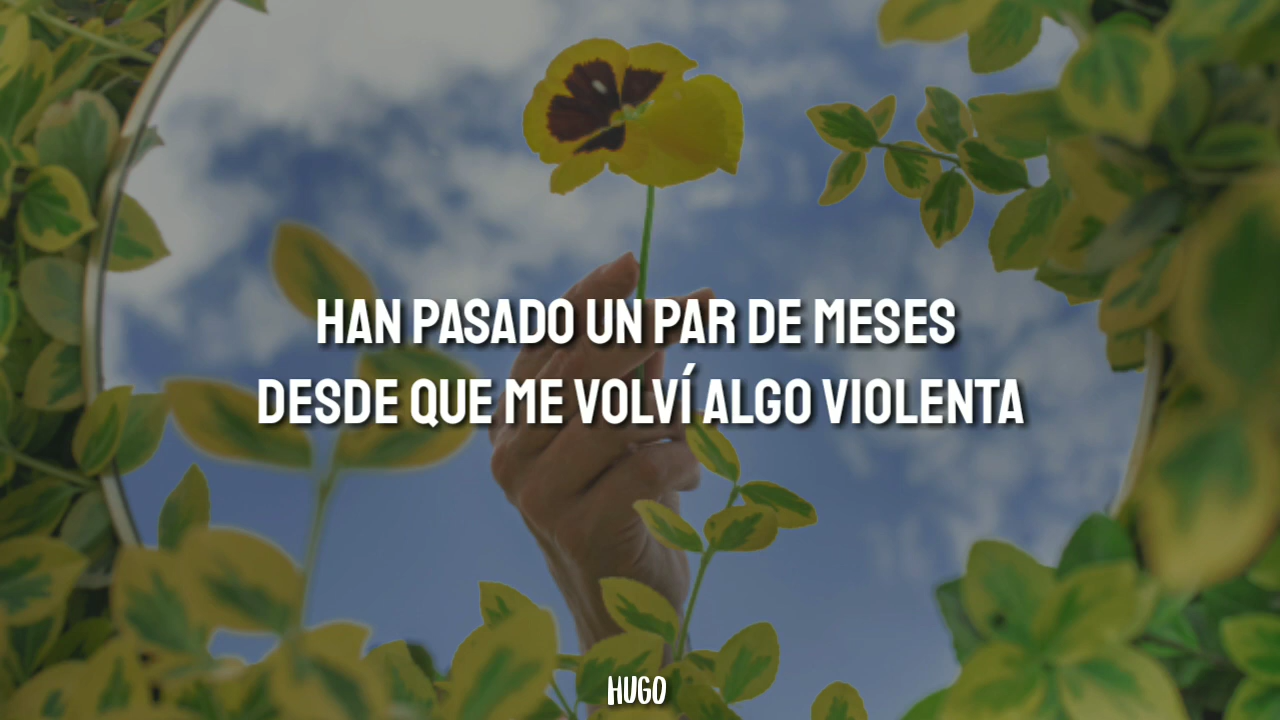 HAN PASADO UN PAR DE MESES
DESDE QUE ME VOLVÍ ALGO VIOLENTA
HUGO